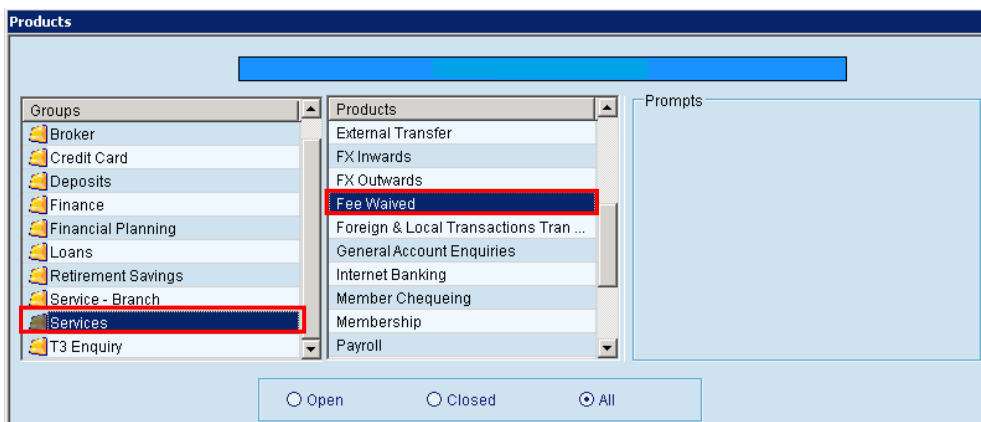 Products
Groups
Broker
Credit Card
Deposits
Finance
Financial Planning
Loans
Retirement Savings
Service - Branch
Services
T3 Enquiry
Products
External Transfer
FX Inwards
FX Outwards
Fee Waived
Foreign & Local Transactions Tran ...
General Account Enquiries
Internet Banking
Member Chequeing
Membership
Payroll
Prompts
Open Closed All